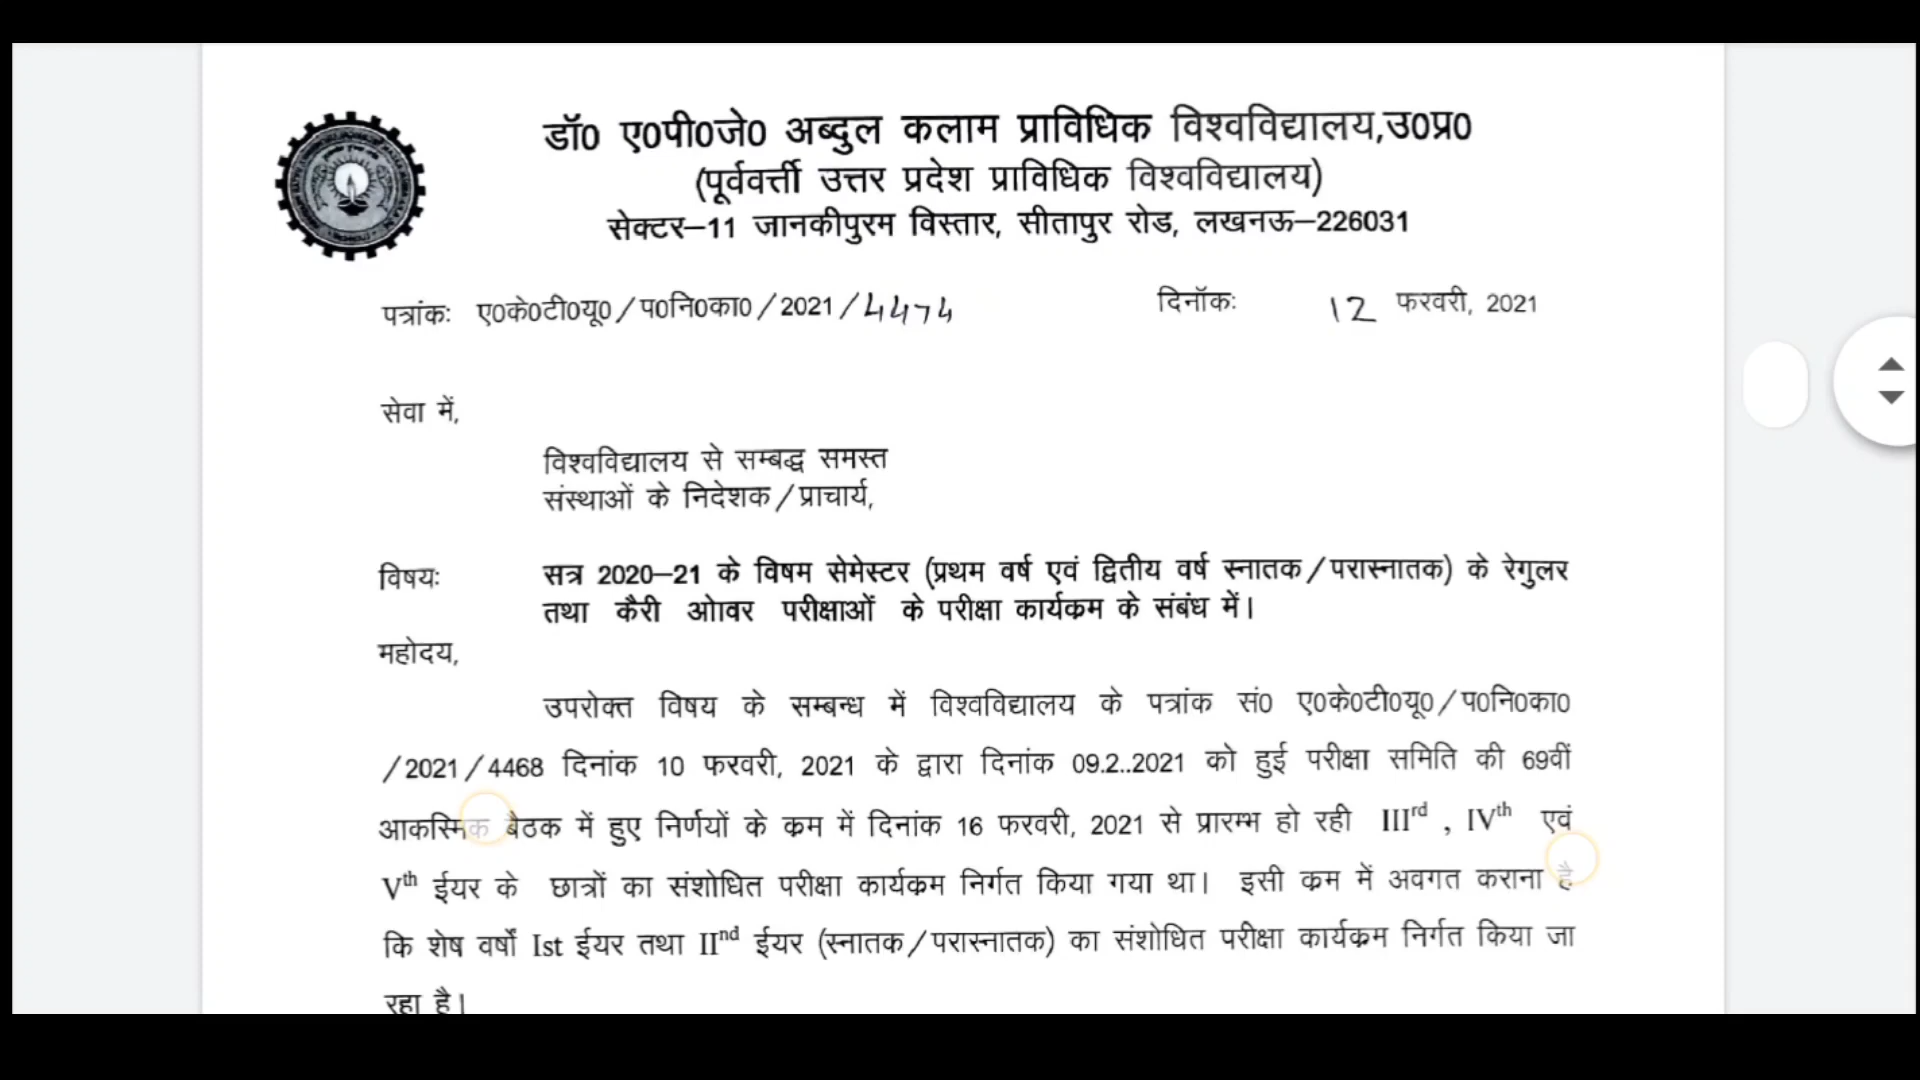 डॉ0 ए0पी0जे0 अब्दुल कलाम प्राविधिक विश्वविद्यालय,उ0प्र0
(पूर्ववर्त्ती उत्तर प्रदेश प्राविधिक विश्वविद्यालय)
सेक्टर–11 जानकीपुरम विस्तार, सीतापुर रोड, लखनऊ–226031
पत्रांकः ए0के0टी0यू0/प0नि0का0/2021/4474 दिनॉकः 12 फरवरी, 2021
सेवा में,
विश्वविद्यालय से सम्बद्ध समस्त
संस्थाओं के निदेशक/प्राचार्य,
विषयः सत्र 2020–21 के विषम सेमेस्टर (प्रथम वर्ष एवं द्वितीय वर्ष स्नातक/परास्नातक) के रेगुलर
तथा कैरी ओावर परीक्षाओं के परीक्षा कार्यक्रम के संबंध में।
महोदय,
उपरोक्त विषय के सम्बन्ध में विश्वविद्यालय के पत्रांक सं0 ए0के0टी0यू0/प0नि0का0
/2021/4468 दिनांक 10 फरवरी, 2021 के द्वारा दिनांक 09.2..2021 को हुई परीक्षा समिति की 69वीं
आकस्मिक बैठक में हुए निर्णयों के क्रम में दिनांक 16 फरवरी, 2021 से प्रारम्भ हो रही IIIrd , IVth एवं
Vth ईयर के छात्रों का संशोधित परीक्षा कार्यक्रम निर्गत किया गया था। इसी क्रम में अवगत कराना है
कि शेष वर्षों Ist ईयर तथा IInd ईयर (स्नातक/परास्नातक) का संशोधित परीक्षा कार्यक्रम निर्गत किया जा
रहा है।